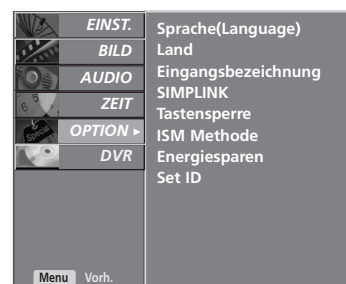 EINST.
BILD
AUDIO
ZEIT
OPTION ►
DVR
Sprache(Language)
Land
Eingangsbezeichnung
SIMPLINK
Tastensperre
ISM Methode
Energiesparen
Set ID
Menu Vorh.